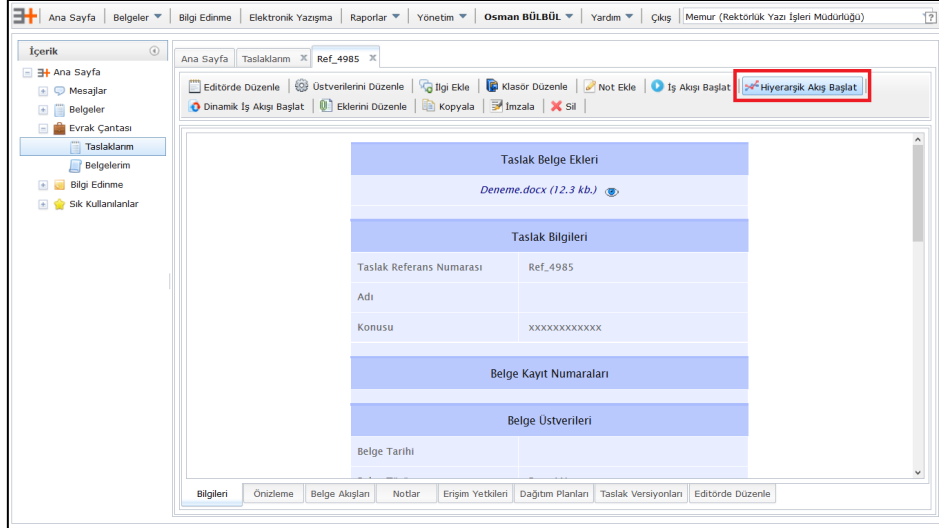 Ana Sayfa Belgeler Bilgi Edinme Elektronik Yazışma Raporlar Yönetim Osman BÜLBÜL Yardım Çıkış Memur (Rektörlük Yazı İşleri Müdürlüğü)
İçerik
Ana Sayfa
Mesajlar
Belgeler
Evrak Çantası
Taslaklarım
Belgelerim
Bilgi Edinme
Sık Kullanılanlar
Ana Sayfa Taslaklarım X Ref_4985 X
Editörde Düzenle Üstverilerini Düzenle İlgi Ekle Klasör Düzenle Not Ekle İş Akışı Başlat Hiyerarşik Akış Başlat
Dinamik İş Akışı Başlat Eklerini Düzenle Kopyala İmzala Sil
Taslak Belge Ekleri
Deneme.docx (12.3 kb.)
Taslak Bilgileri
Taslak Referans Numarası Ref_4985
Adı
Konusu xxxxxxxxxxxx
Belge Kayıt Numaraları
Belge Üstverileri
Belge Tarihi
Bilgileri Önizleme Belge Akışları Notlar Erişim Yetkileri Dağıtım Planları Taslak Versiyonları Editörde Düzenle